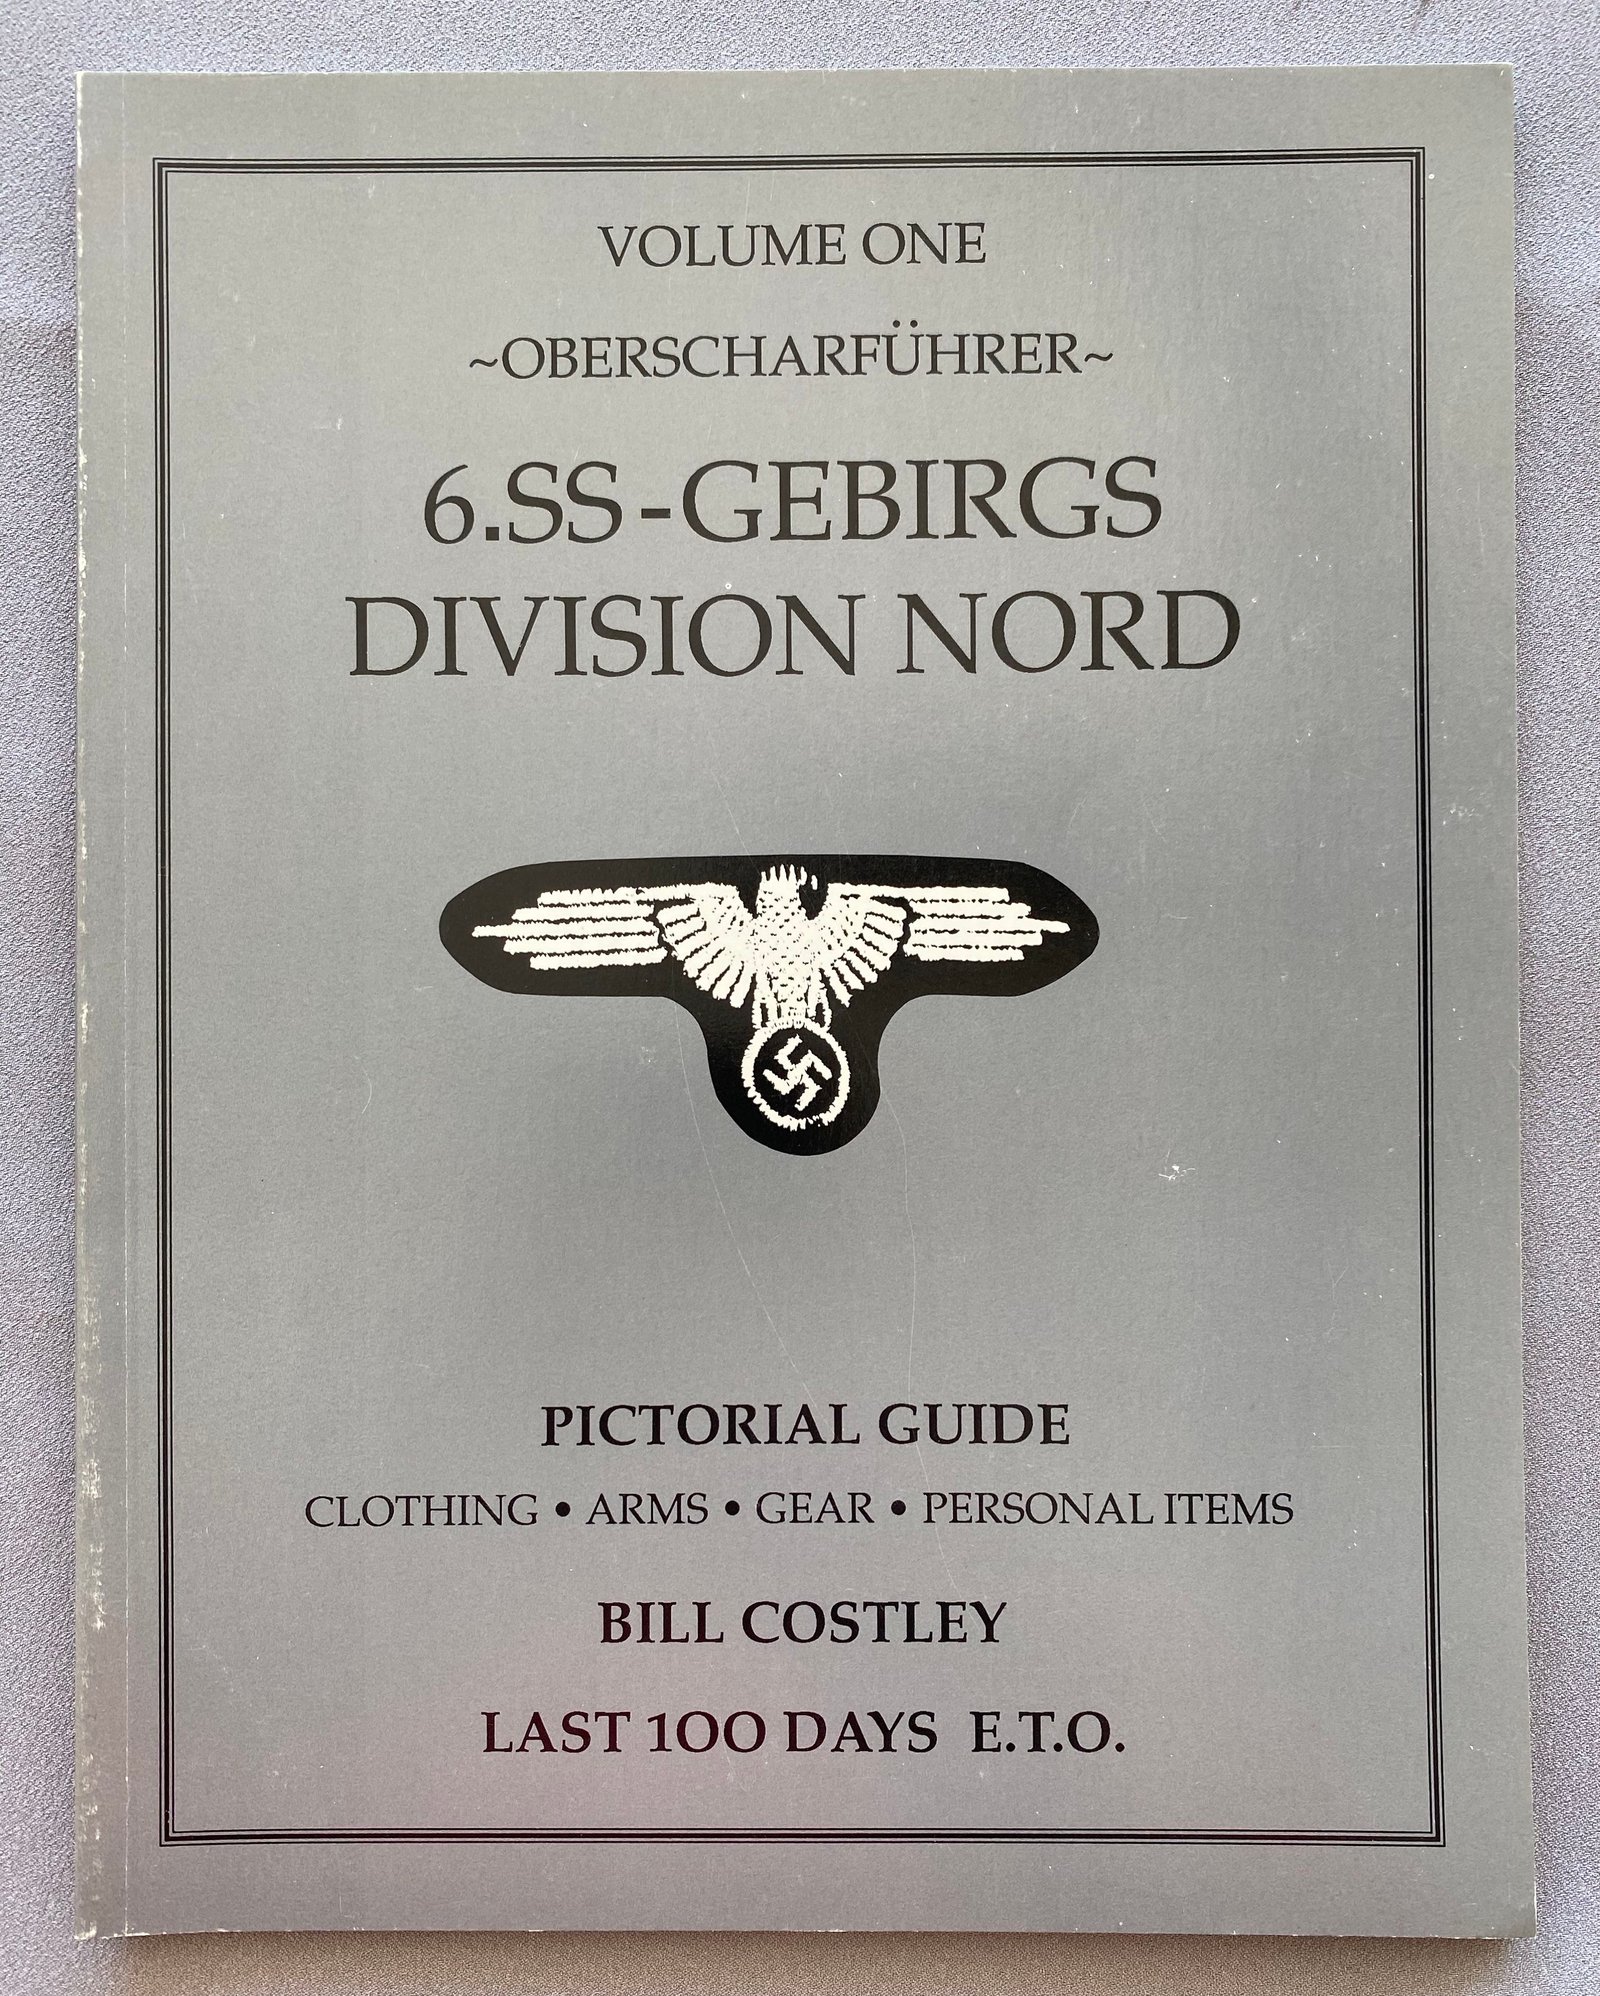 VOLUME ONE
~OBERSCHARFÜHRER~
6.SS-GEBIRGS
DIVISION NORD
PICTORIAL GUIDE
CLOTHING • ARMS • GEAR • PERSONAL ITEMS
BILL COSTLEY
LAST 100 DAYS E.T.O.